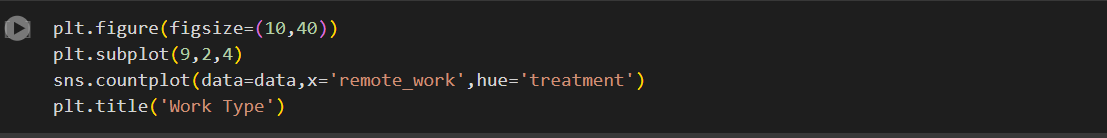 plt.figure(figsize=(10,40))
plt.subplot(9,2,4)
sns.countplot(data=data,x='remote_work',hue='treatment')
plt.title('Work Type')